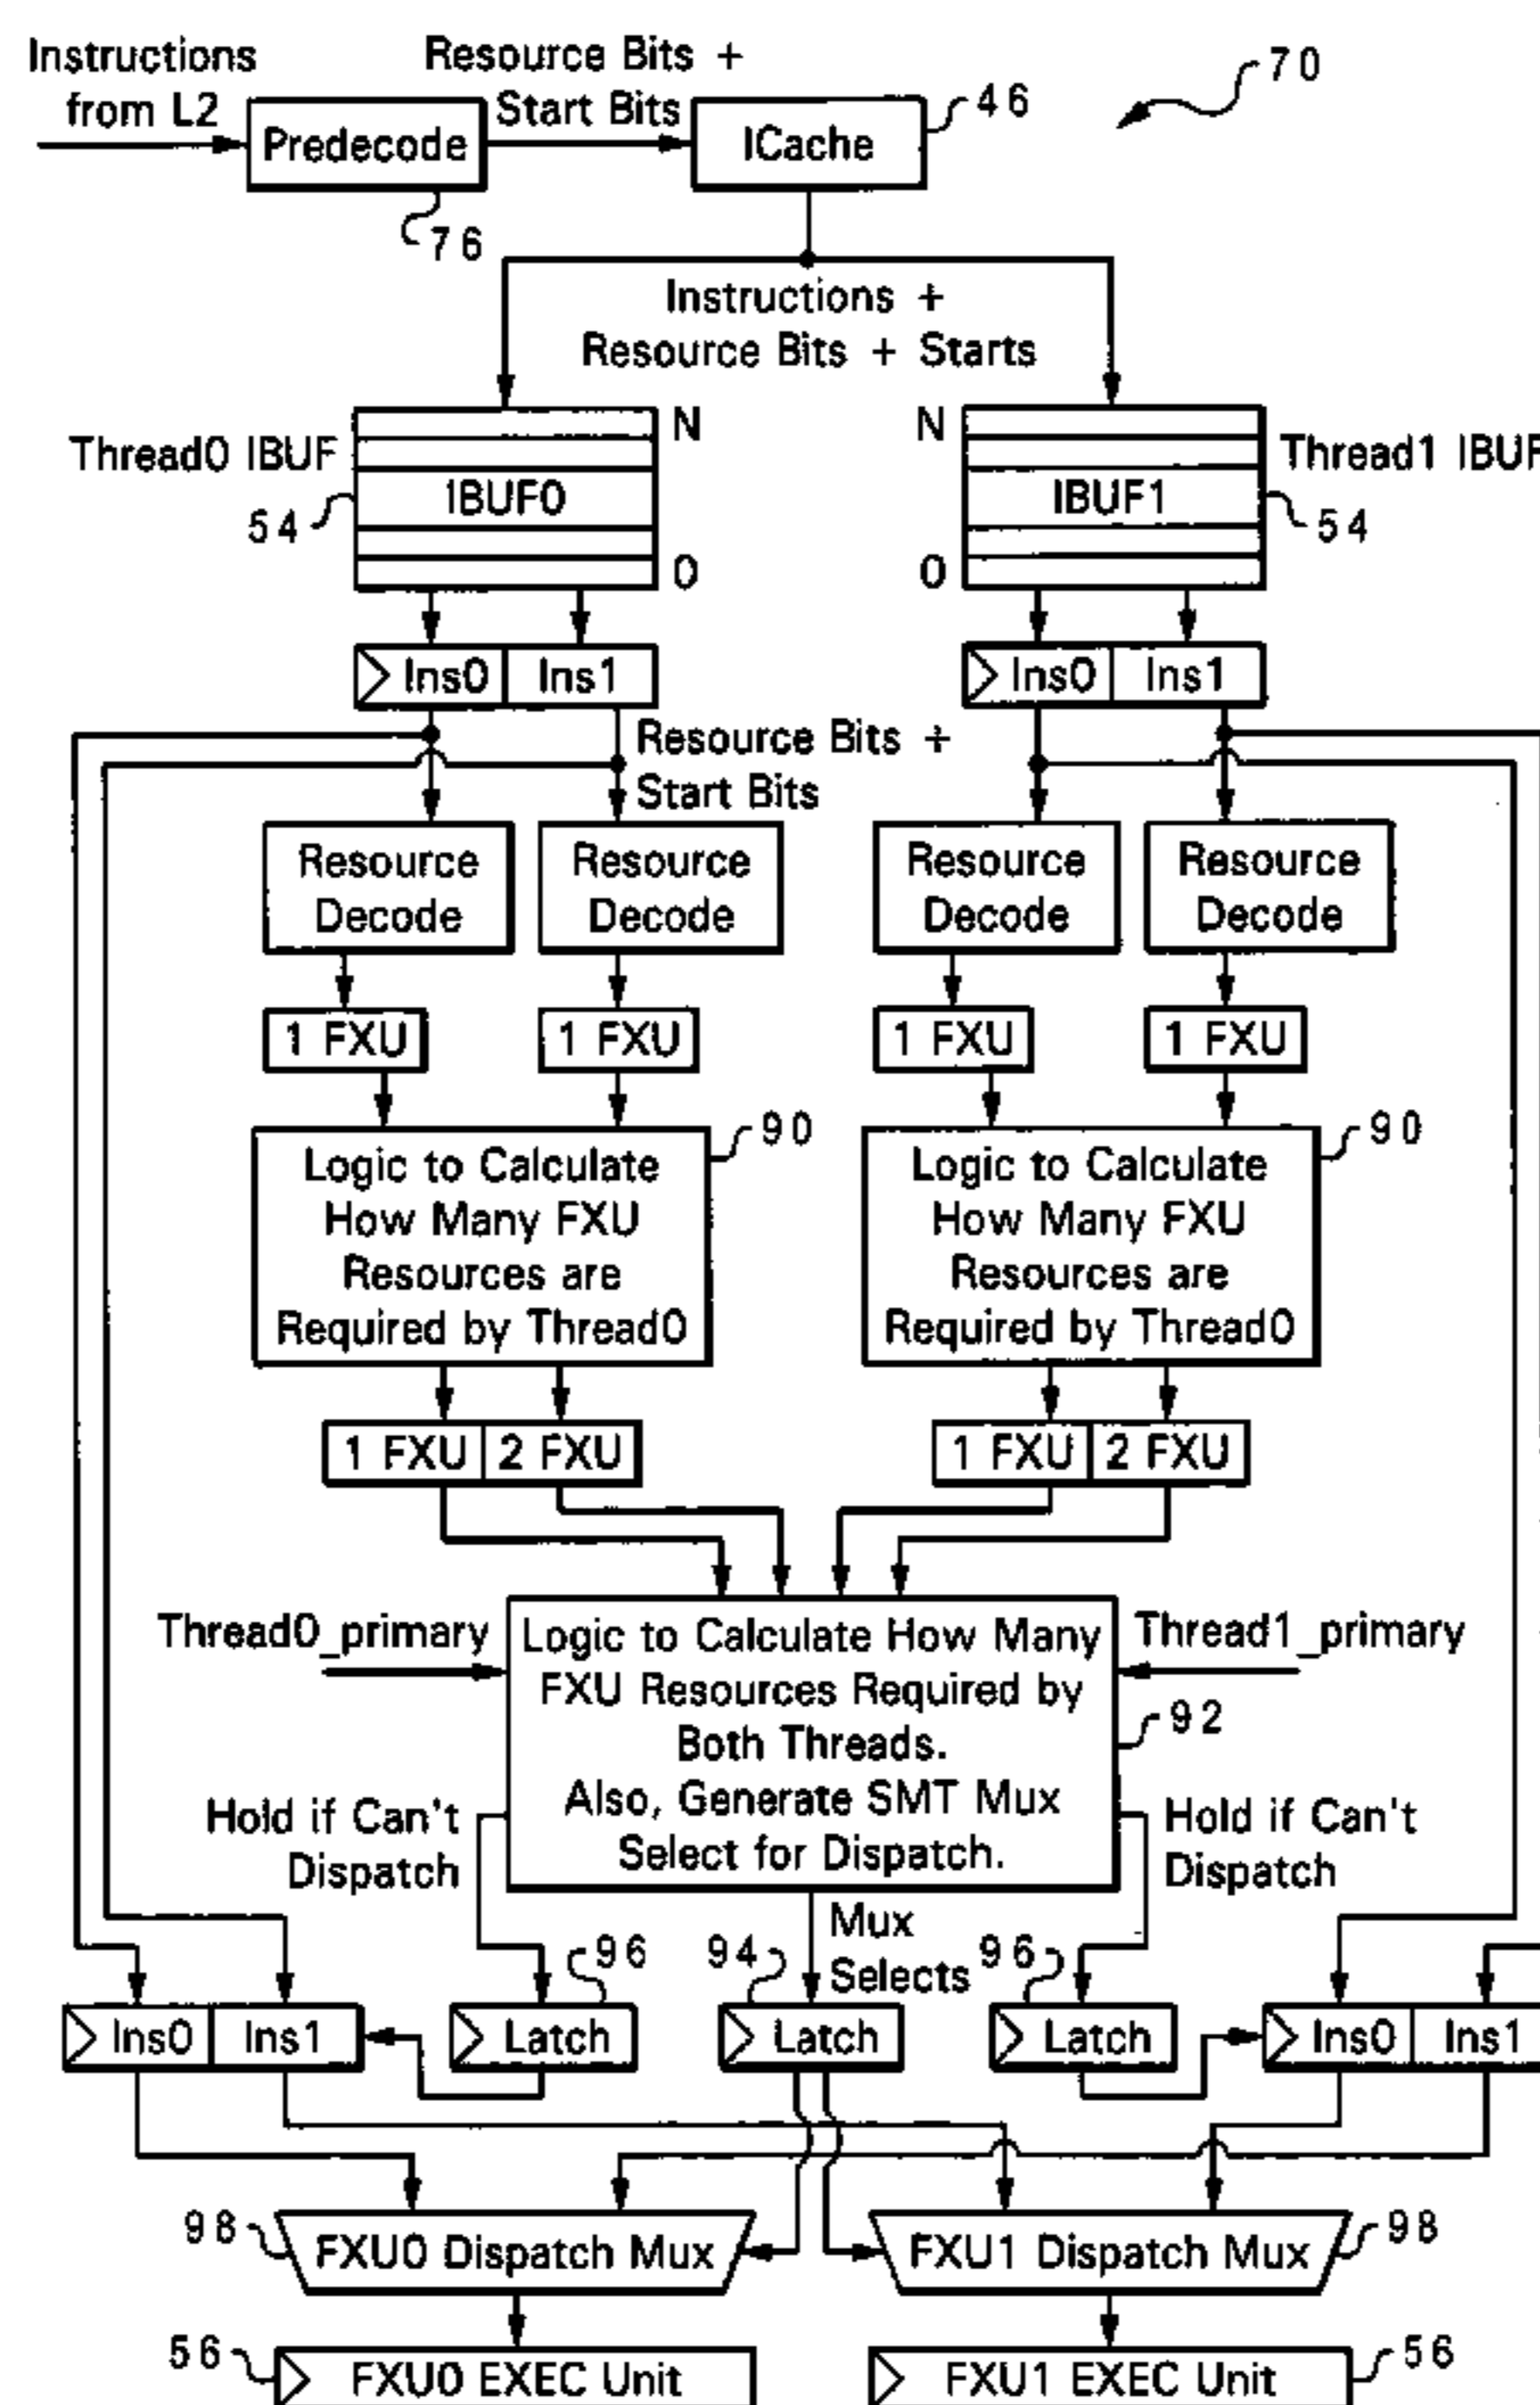 Instructions
from L2
Resource Bits +
Start Bits
70
46
Predecode
ICache
76
Instructions +
Resource Bits + Starts
Thread0 IBUF
N
N
Thread1 IBUF
IBUF0
IBUF1
54
54
0
0
Ins0
Ins1
Ins0
Ins1
Resource Bits +
Start Bits
Resource
Decode
Resource
Decode
Resource
Decode
Resource
Decode
1 FXU
1 FXU
1 FXU
1 FXU
90
90
Logic to Calculate
How Many FXU
Resources are
Required by Thread0
Logic to Calculate
How Many FXU
Resources are
Required by Thread0
1 FXU
2 FXU
1 FXU
2 FXU
Thread0_primary
Logic to Calculate How Many
FXU Resources Required by
Both Threads.
Also, Generate SMT Mux
Select for Dispatch.
Thread1_primary
92
Hold if Can't
Dispatch
Hold if Can't
Dispatch
Mux
Selects
96
94
96
Ins0
Ins1
Latch
Latch
Latch
Ins0
Ins1
98
FXU0 Dispatch Mux
FXU1 Dispatch Mux
98
56
FXU0 EXEC Unit
FXU1 EXEC Unit
56